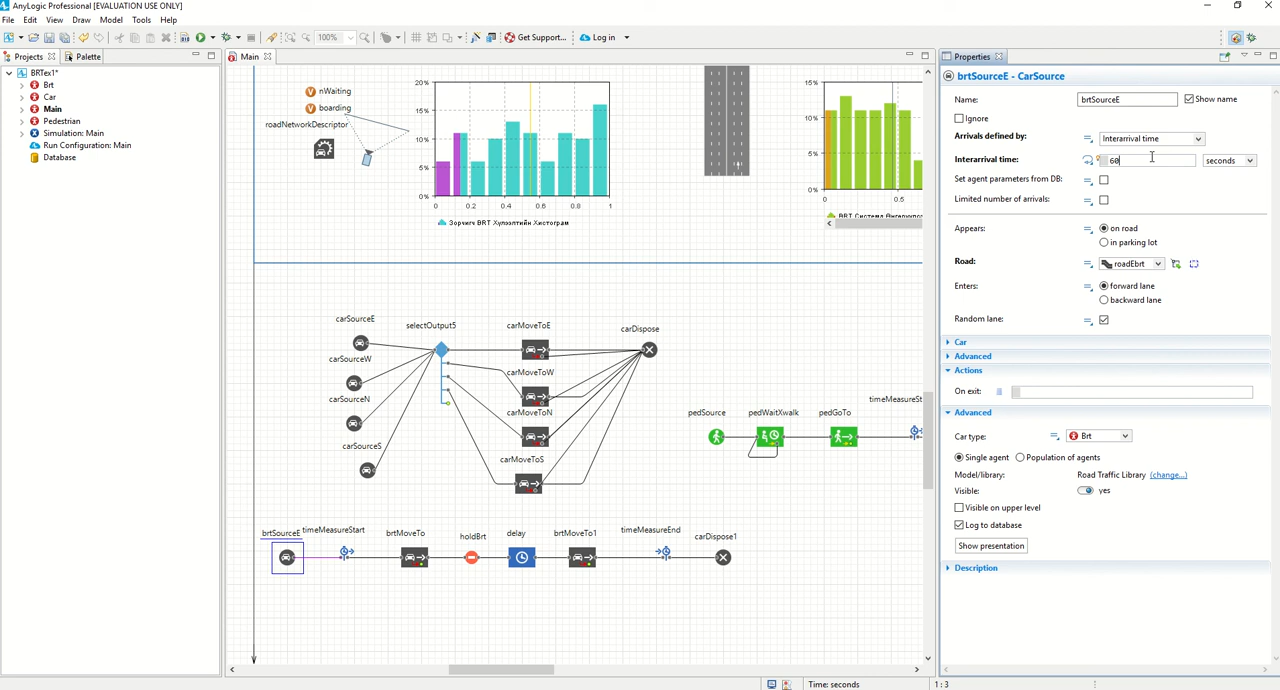 AnyLogic Professional [EVALUATION USE ONLY]
File Edit View Draw Model Tools Help
100% Get Support... Log in
Projects Palette
BRTex1*
Brt
Car
Main
Pedestrian
Simulation: Main
Run Configuration: Main
Database
Main
nWaiting
boarding
roadNetworkDescriptor
20%
15%
10%
5%
0%
0 0.2 0.4 0.6 0.8 1
Зорчигч BRT Хүлээлтийн Хистограм
15%
10%
5%
0%
0 0.5
carSourceE
carSourceW
carSourceN
carSourceS
selectOutput5
carMoveToE
carMoveToW
carMoveToN
carMoveToS
carDispose
pedSource pedWaitXwalk pedGoTo timeMeasureSt
brtSourceE timeMeasureStart brtMoveTo holdBrt delay brtMoveTo1 timeMeasureEnd carDispose1
Properties
brtSourceE - CarSource
Name: brtSourceE Show name
Ignore
Arrivals defined by: Interarrival time
Interarrival time: 60 seconds
Set agent parameters from DB:
Limited number of arrivals:
Appears: on road
in parking lot
Road: roadEbrt
Enters: forward lane
backward lane
Random lane:
Car
Advanced
Actions
On exit:
Advanced
Car type: Brt
Single agent Population of agents
Model/library: Road Traffic Library (change...)
Visible: yes
Visible on upper level
Log to database
Show presentation
Description
Time: seconds 1 : 3